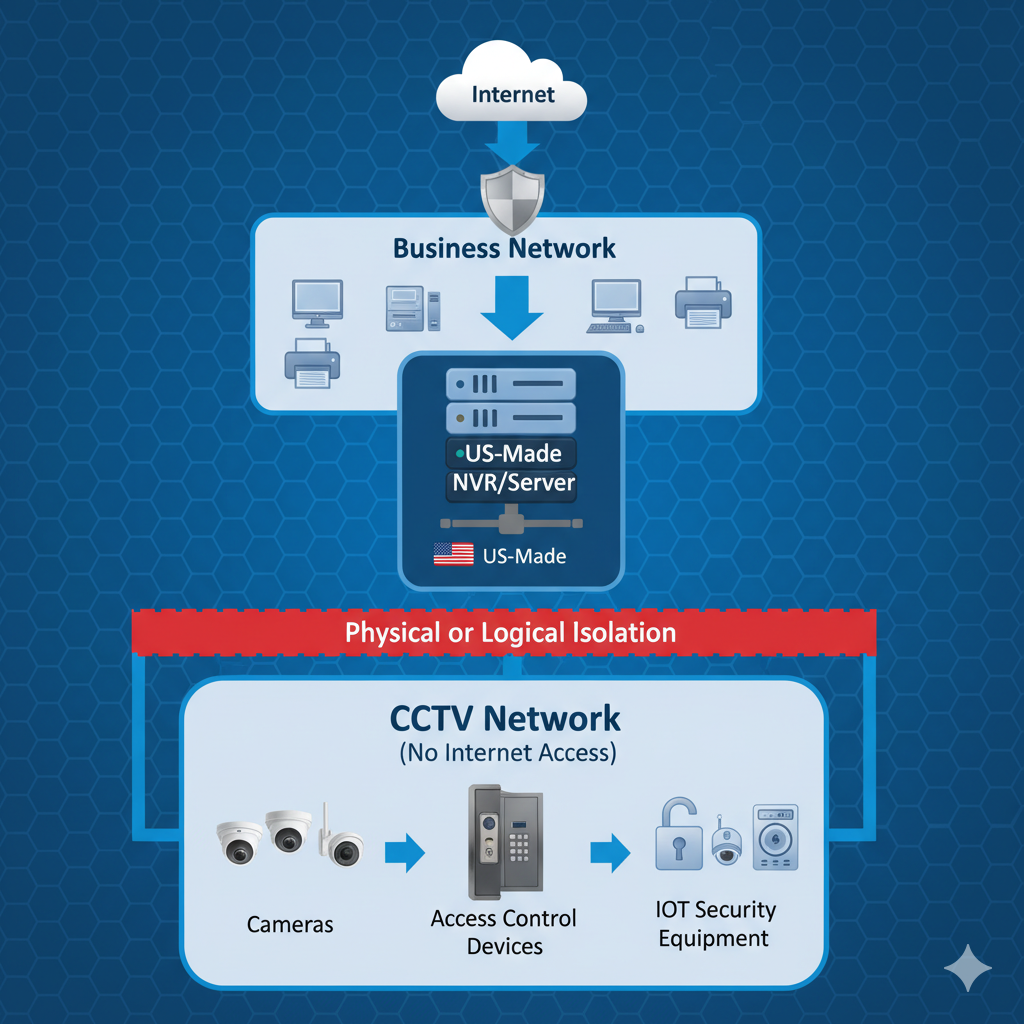 Internet
Business Network
US-Made
NVR/Server
US-Made
Physical or Logical Isolation
CCTV Network
(No Internet Access)
Cameras
Access Control
Devices
IOT Security
Equipment